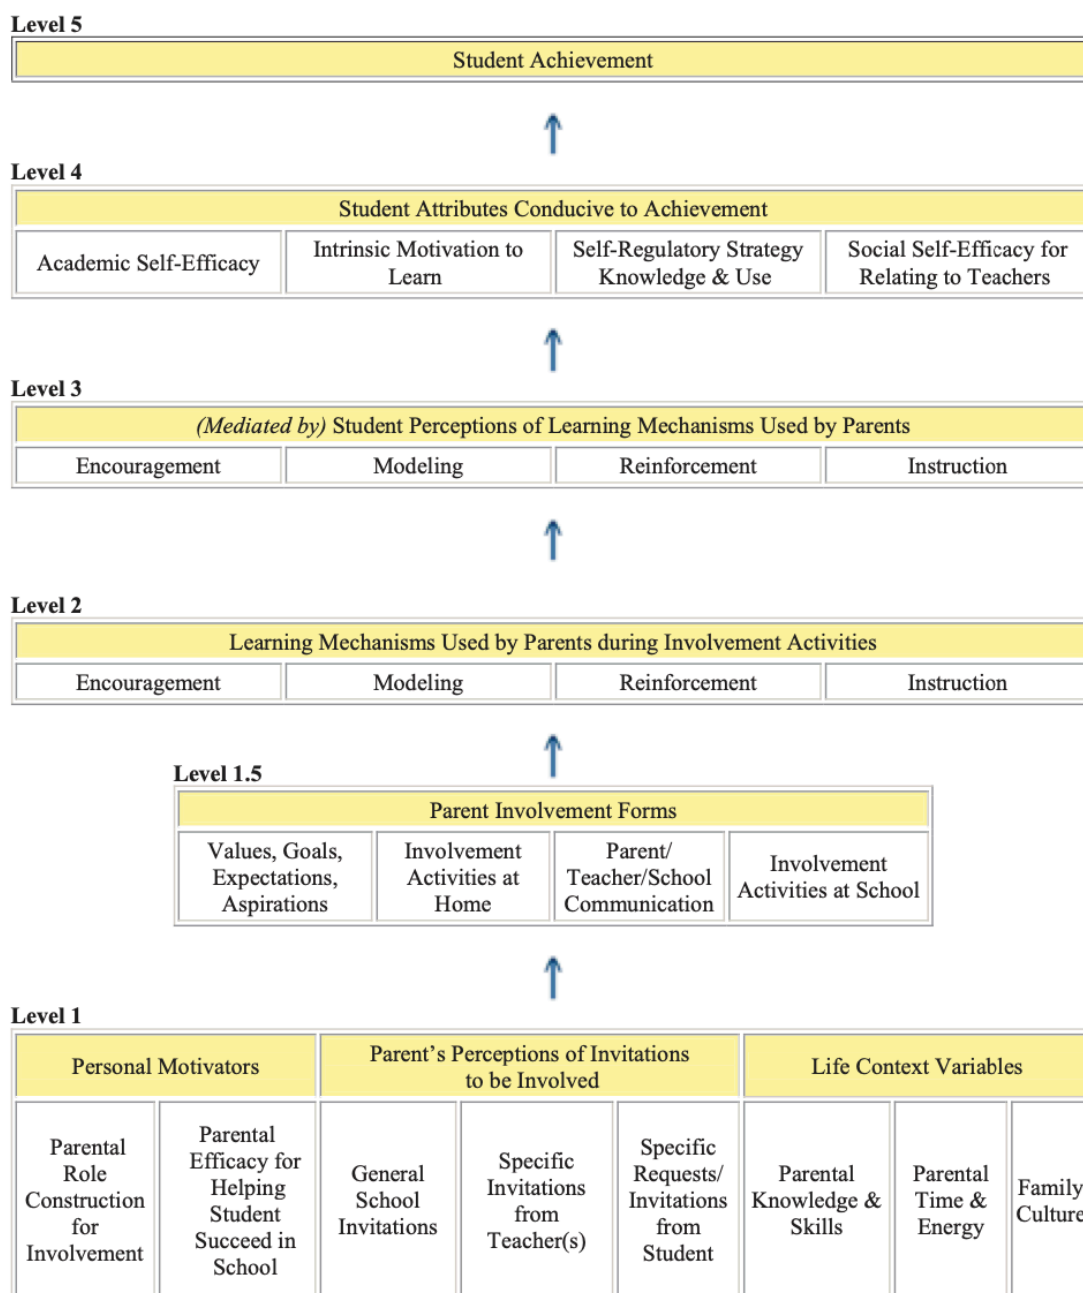 Level 5
Student Achievement
Level 4
Student Attributes Conducive to Achievement
Academic Self-Efficacy
Intrinsic Motivation to
Learn
Self-Regulatory Strategy
Knowledge & Use
Social Self-Efficacy for
Relating to Teachers
Level 3
(Mediated by) Student Perceptions of Learning Mechanisms Used by Parents
Encouragement
Modeling
Reinforcement
Instruction
Level 2
Learning Mechanisms Used by Parents during Involvement Activities
Encouragement
Modeling
Reinforcement
Instruction
Level 1.5
Parent Involvement Forms
Values, Goals,
Expectations,
Aspirations
Involvement
Activities at
Home
Parent/
Teacher/School
Communication
Involvement
Activities at School
Level 1
Personal Motivators
Parent’s Perceptions of Invitations
to be Involved
Life Context Variables
Parental
Role
Construction
for
Involvement
Parental
Efficacy for
Helping
Student
Succeed in
School
General
School
Invitations
Specific
Invitations
from
Teacher(s)
Specific
Requests/
Invitations
from
Student
Parental
Knowledge &
Skills
Parental
Time &
Energy
Family
Culture